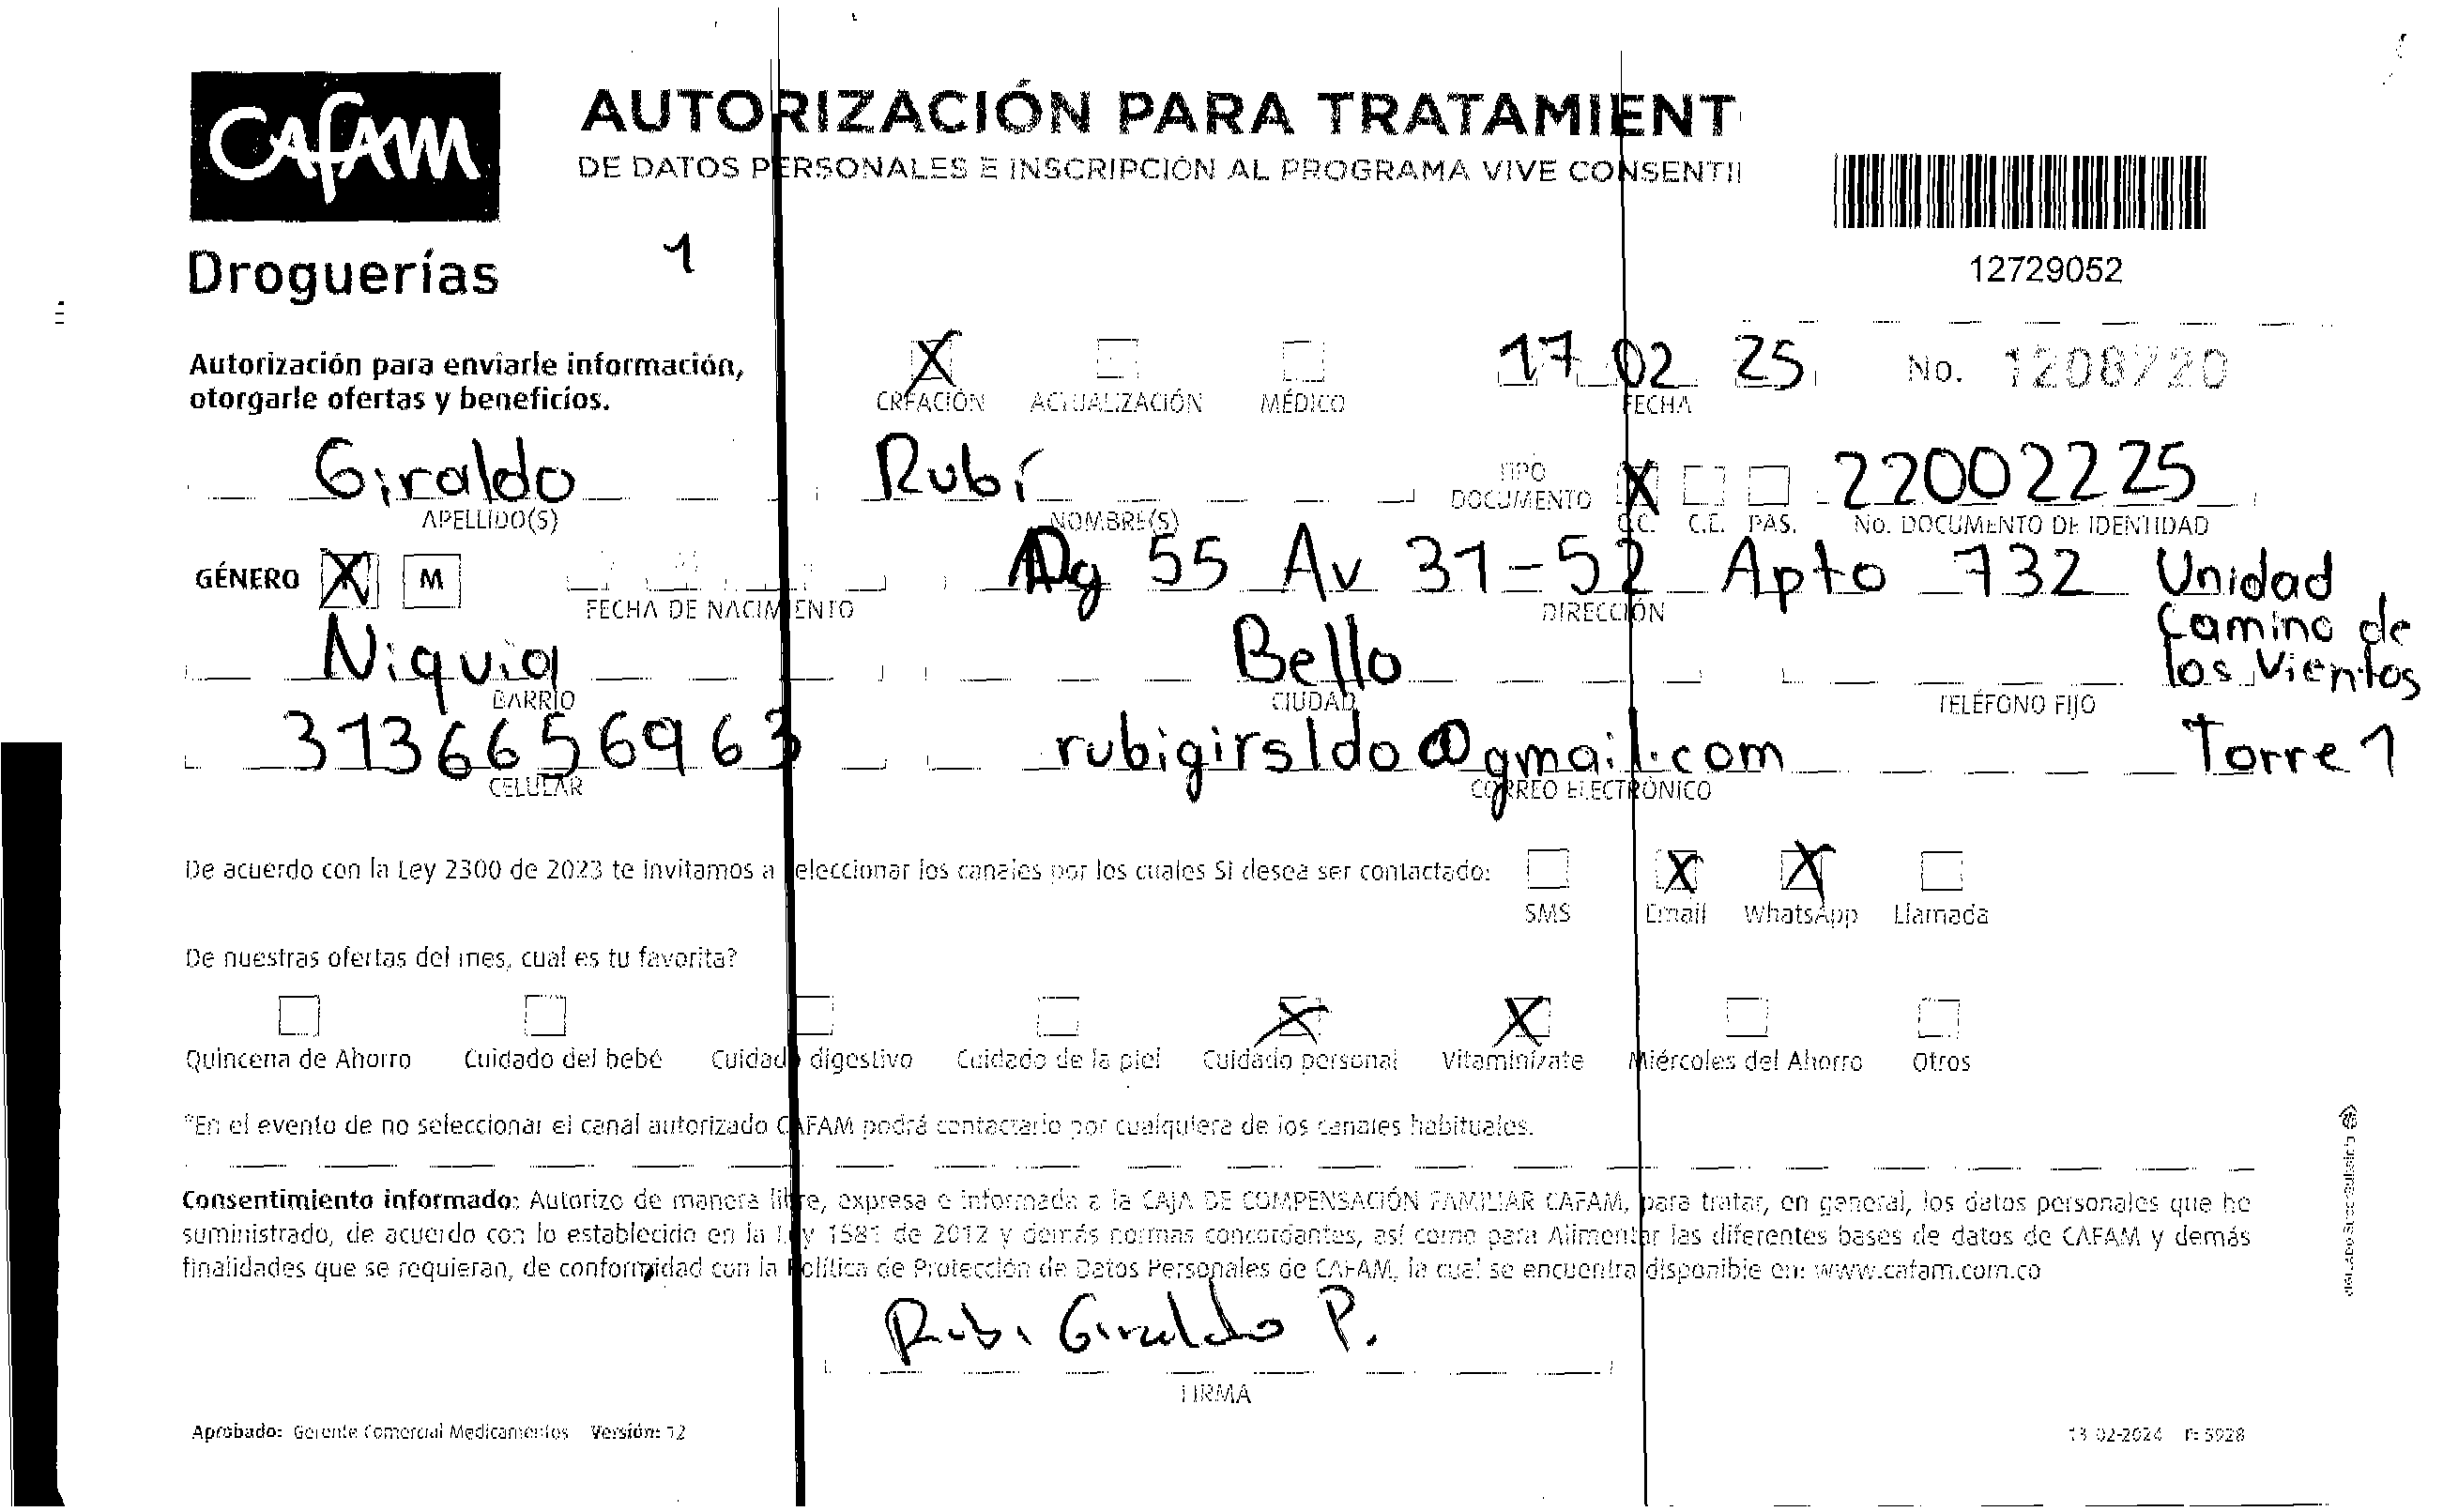 CAFAM
Droguerías
AUTORIZACIÓN PARA TRATAMIENT
DE DATOS PERSONALES E INSCRIPCIÓN AL PROGRAMA VIVE CONSENTI
12729052
1
Autorización para enviarle información,
otorgarle ofertas y beneficios.
X CREACIÓN ACTUALIZACIÓN MÉDICO
17 02 25
FECHA
No. 1208720
Giraldo
APELLIDO(S)
Rubí
NOMBRE(S)
TIPO
DOCUMENTO
X
C.C. C.E. PAS.
22002225
No. DOCUMENTO DE IDENTIDAD
GÉNERO X M
FECHA DE NACIMIENTO
Dg 55 Av 31-52 Apto 732 Unidad
Camino de
los Vientos
Torre 1
DIRECCIÓN
Niquia
BARRIO
Bello
CIUDAD
TELÉFONO FIJO
3136656963
CELULAR
rubigirsldo@gmail.com
CORREO ELECTRÓNICO
De acuerdo con la Ley 2300 de 2023 te invitamos a seleccionar los canales por los cuales SI desea ser contactado:
SMS X Email X WhatsApp Llamada
De nuestras ofertas del mes, cual es tu favorita?
Quincena de Ahorro Cuidado del bebé Cuidado digestivo Cuidado de la piel X Cuidado personal X Vitaminízate Miércoles del Ahorro Otros
*En el evento de no seleccionar el canal autorizado CAFAM podrá contactarlo por cualquiera de los canales habituales.
Consentimiento informado: Autorizo de manera libre, expresa e informada a la CAJA DE COMPENSACIÓN FAMILIAR CAFAM, para tratar, en general, los datos personales que he
suministrado, de acuerdo con lo establecido en la Ley 1581 de 2012 y demás normas concordantes, así como para Alimentar las diferentes bases de datos de CAFAM y demás
finalidades que se requieran, de conformidad con la Política de Protección de Datos Personales de CAFAM, la cual se encuentra disponible en: www.cafam.com.co
Rubi Giraldo P.
FIRMA
Aprobado: Gerente Comercial Medicamentos Versión: 12
13-02-2024 F: 5928